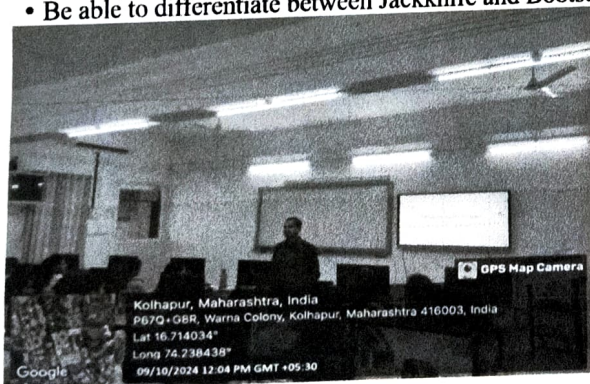 • Be able to differentiate between Jackknife and
GPS Map Camera
Kolhapur, Maharashtra, India
P67Q+G8R, Warna Colony, Kolhapur, Maharashtra 416003, India
Lat 16.714034°
Long 74.238438°
09/10/2024 12:04 PM GMT +05:30
Google